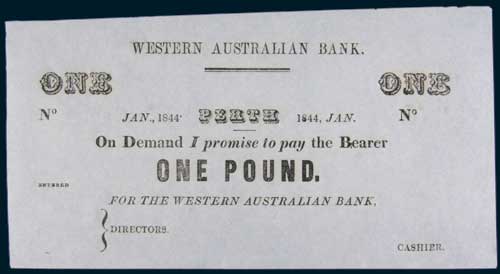 WESTERN AUSTRALIAN BANK.
ONE ONE
No JAN., 1844. PERTH 1844, JAN. No
On Demand I promise to pay the Bearer
ONE POUND.
ENTERED
FOR THE WESTERN AUSTRALIAN BANK,
DIRECTORS.
CASHIER.